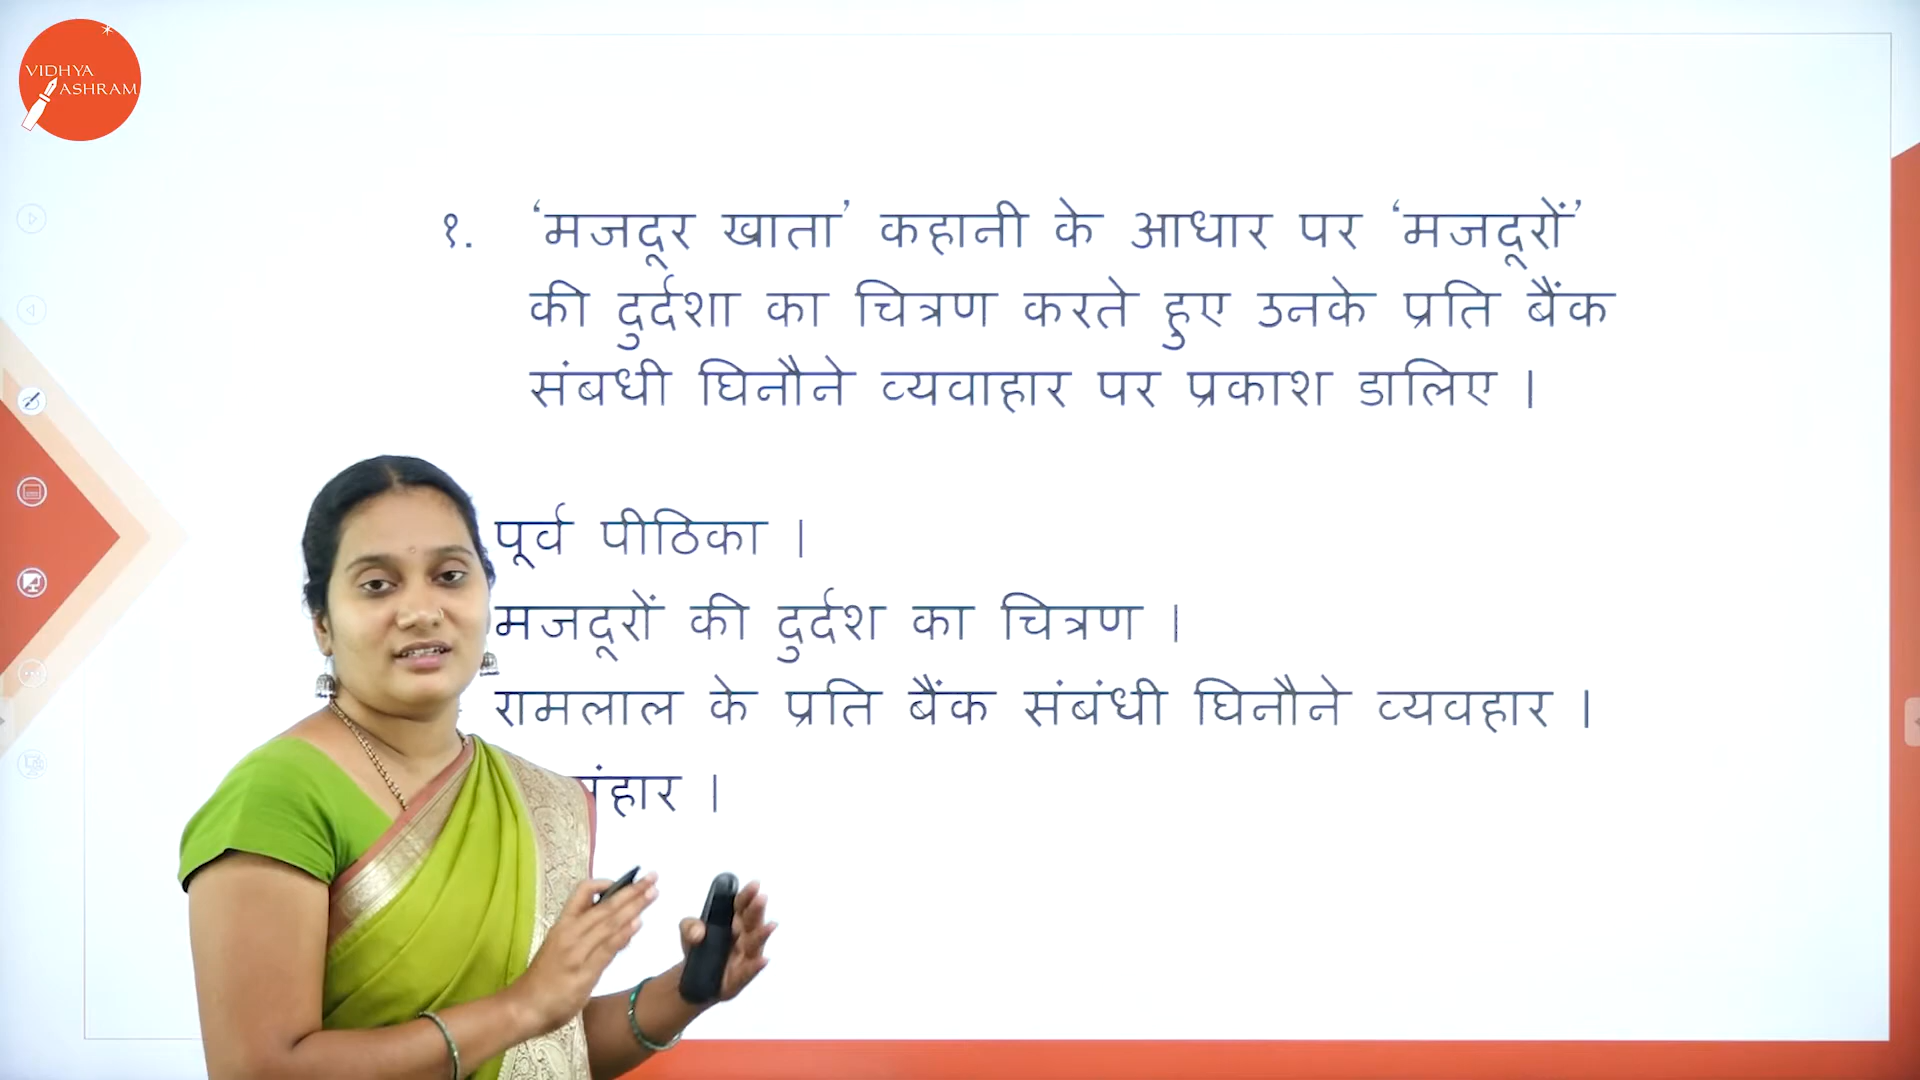 VIDHYA
ASHRAM
१. ‘मजदूर खाता’ कहानी के आधार पर ‘मजदूरों’
की दुर्दशा का चित्रण करते हुए उनके प्रति बैंक
संबधी घिनौने व्यवाहार पर प्रकाश डालिए ।
पूर्व पीठिका ।
मजदूरों की दुर्दश का चित्रण ।
रामलाल के प्रति बैंक संबंधी घिनौने व्यवहार ।